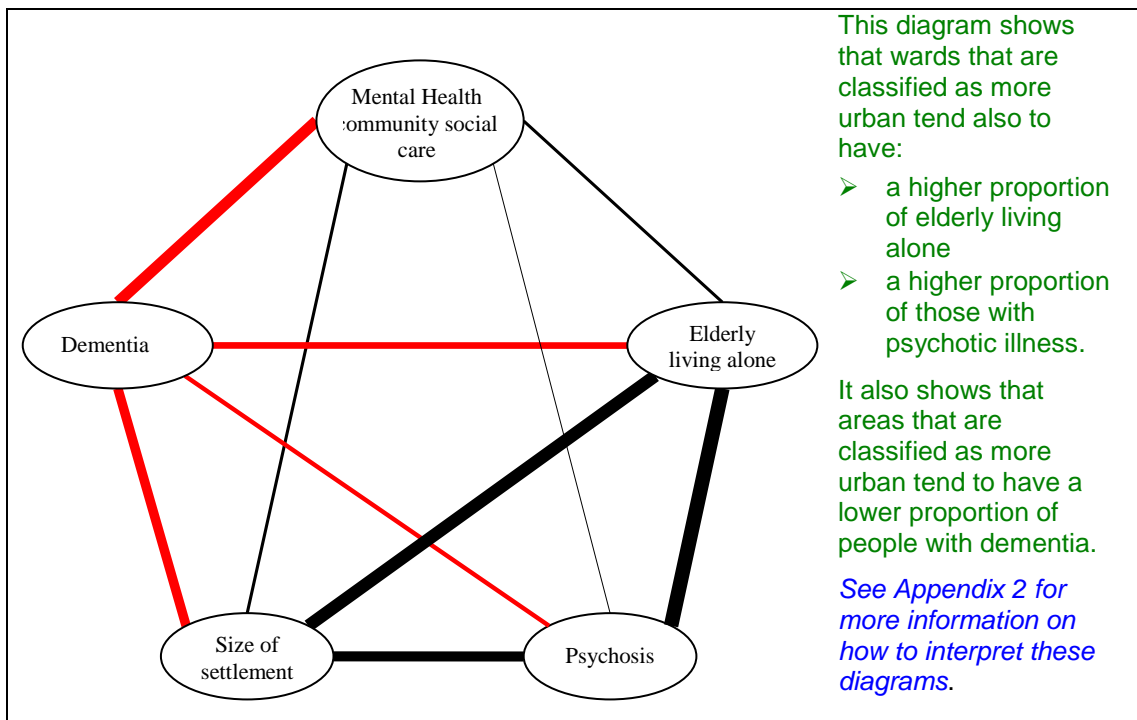 Mental Health
community social
care
Dementia
Elderly
living alone
Size of
settlement
Psychosis
This diagram shows
that wards that are
classified as more
urban tend also to
have:
➢ a higher proportion
of elderly living
alone
➢ a higher proportion
of those with
psychotic illness.
It also shows that
areas that are
classified as more
urban tend to have a
lower proportion of
people with dementia.
See Appendix 2 for
more information on
how to interpret these
diagrams.